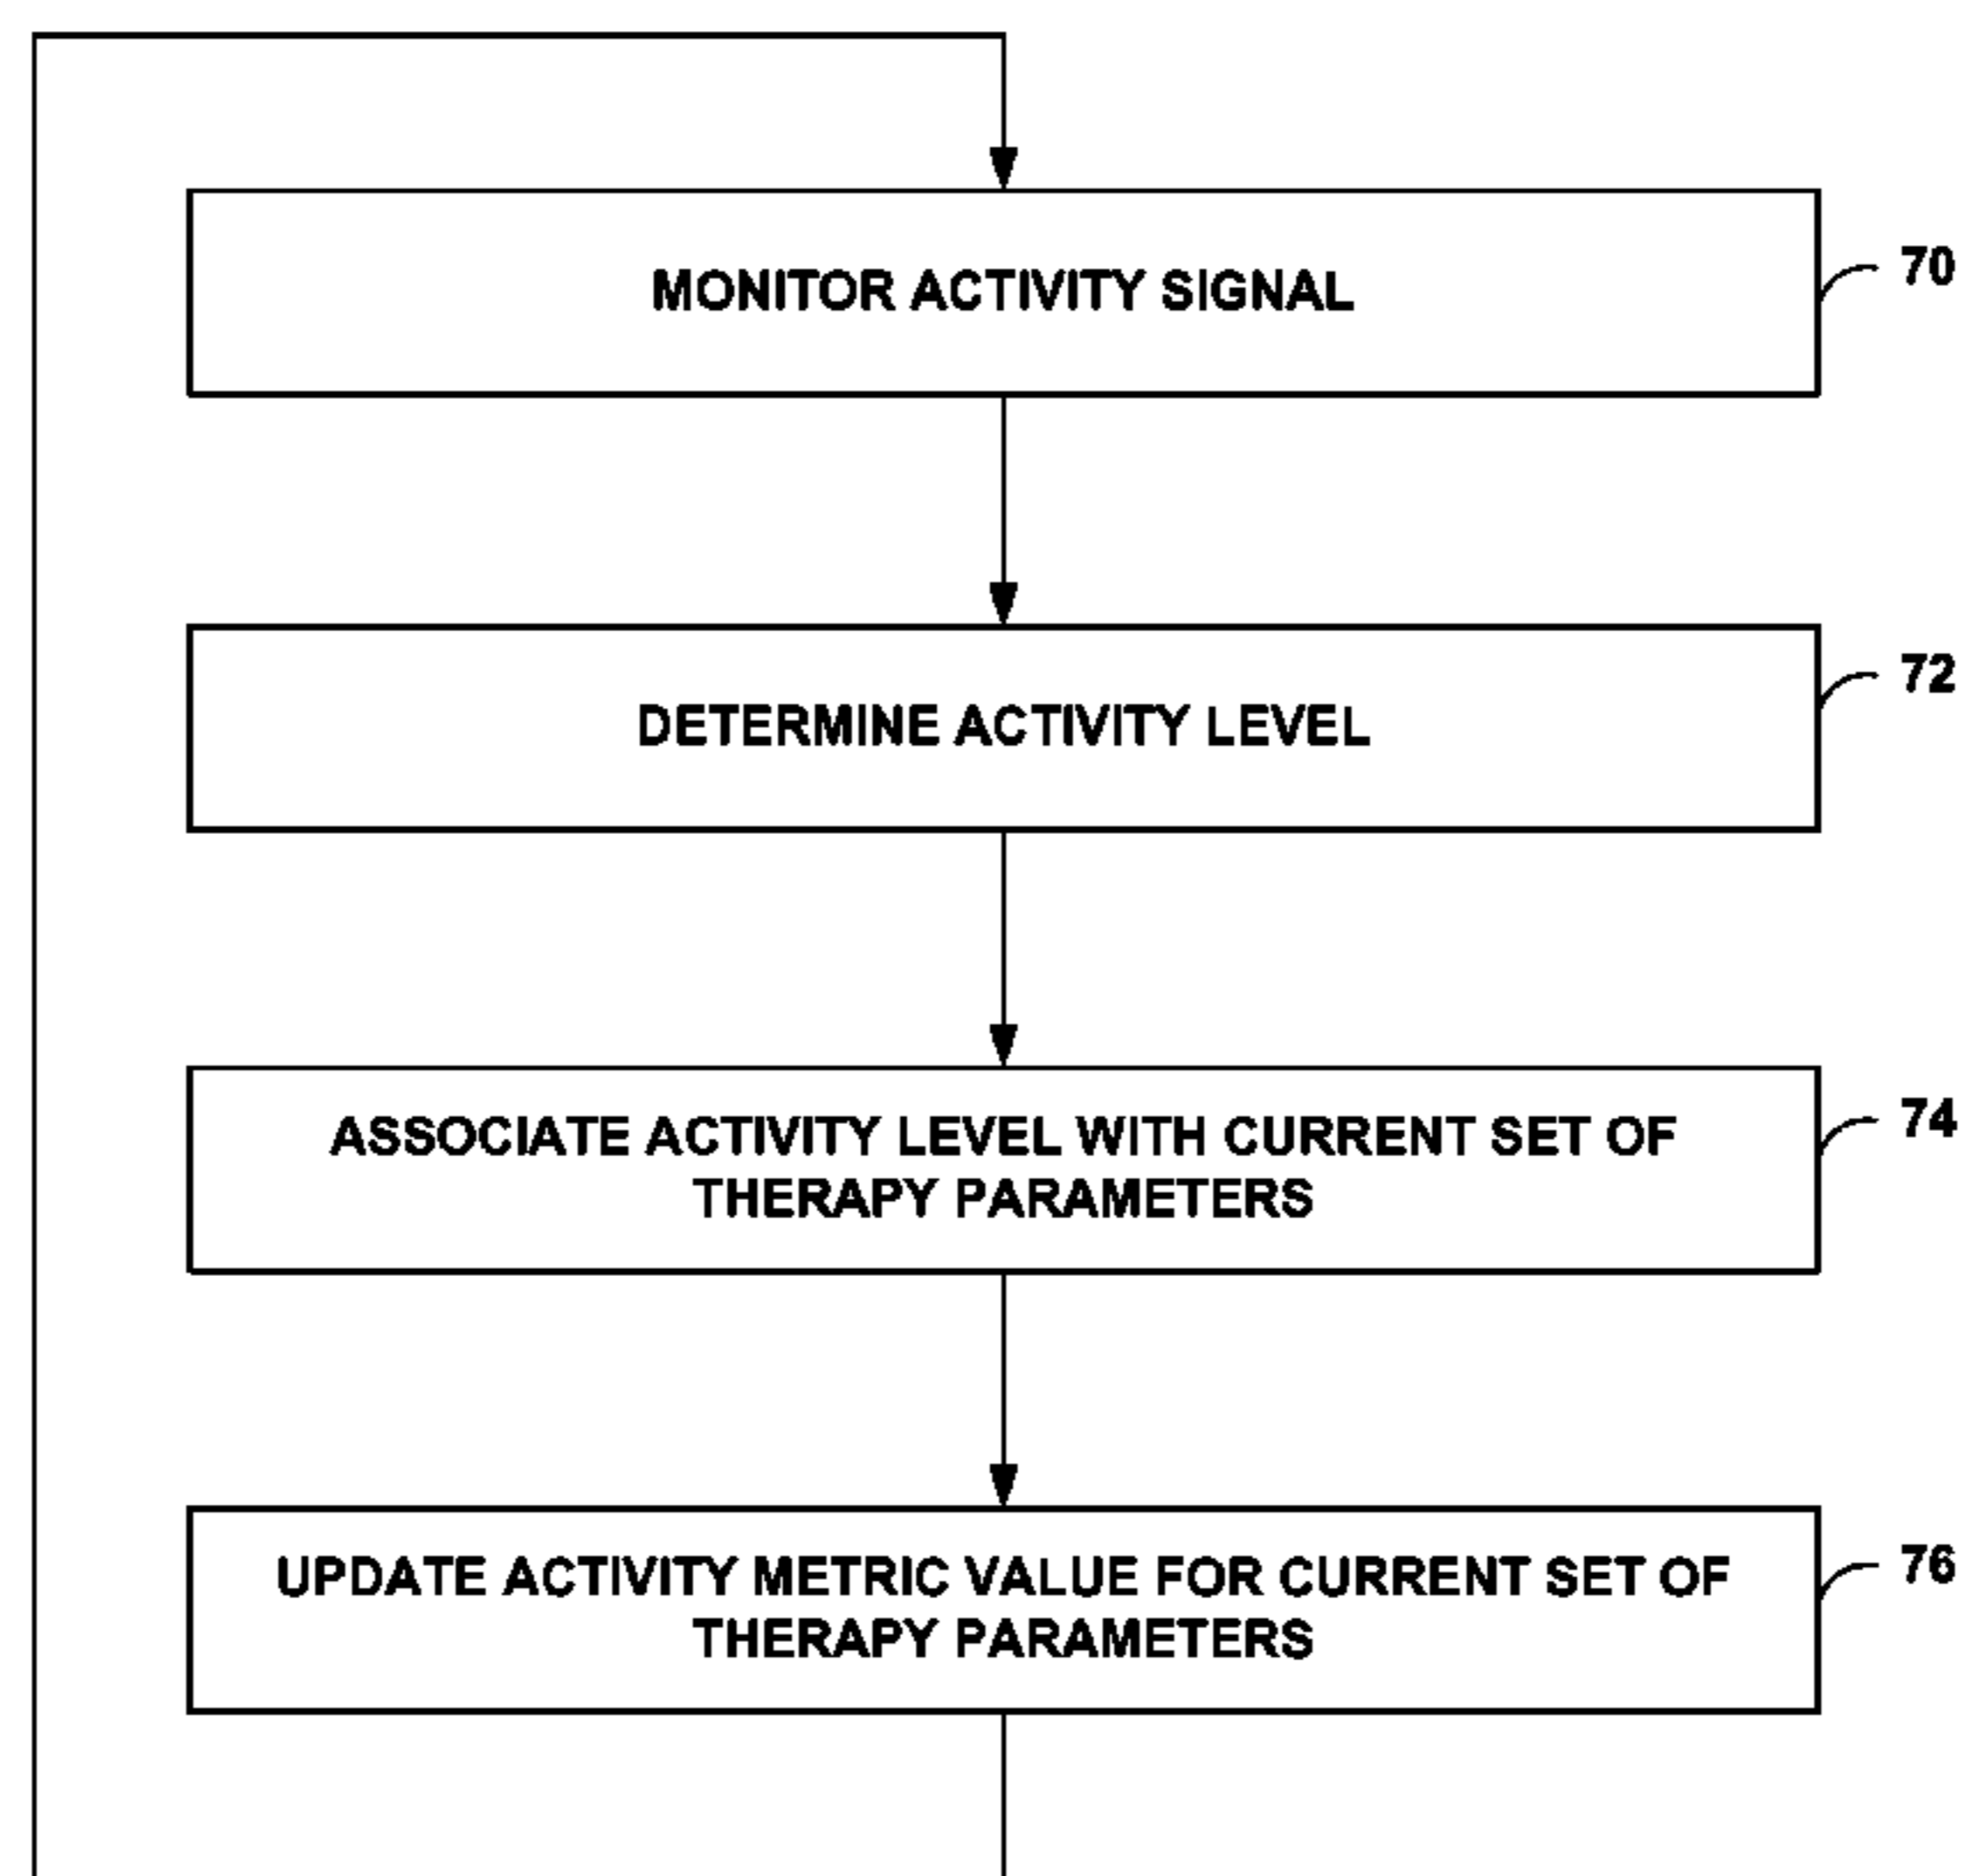 MONITOR ACTIVITY SIGNAL
70
DETERMINE ACTIVITY LEVEL
72
ASSOCIATE ACTIVITY LEVEL WITH CURRENT SET OF
THERAPY PARAMETERS
74
UPDATE ACTIVITY METRIC VALUE FOR CURRENT SET OF
THERAPY PARAMETERS
76